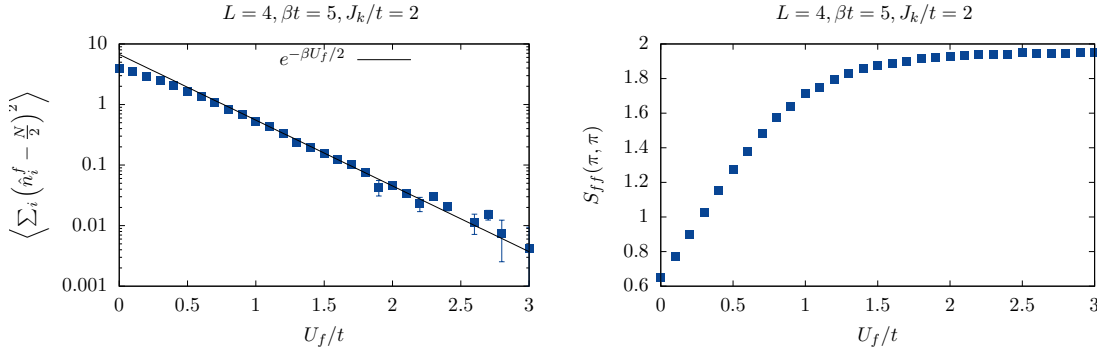 L = 4, βt = 5, J_k/t = 2
e^{−βU_f/2}
10
1
0.1
0.01
0.001
⟨∑_i (n̂_i^f − N/2)^2⟩
0 0.5 1 1.5 2 2.5 3
U_f/t
L = 4, βt = 5, J_k/t = 2
2
1.8
1.6
1.4
1.2
1
0.8
0.6
S_{ff}(π, π)
0 0.5 1 1.5 2 2.5 3
U_f/t